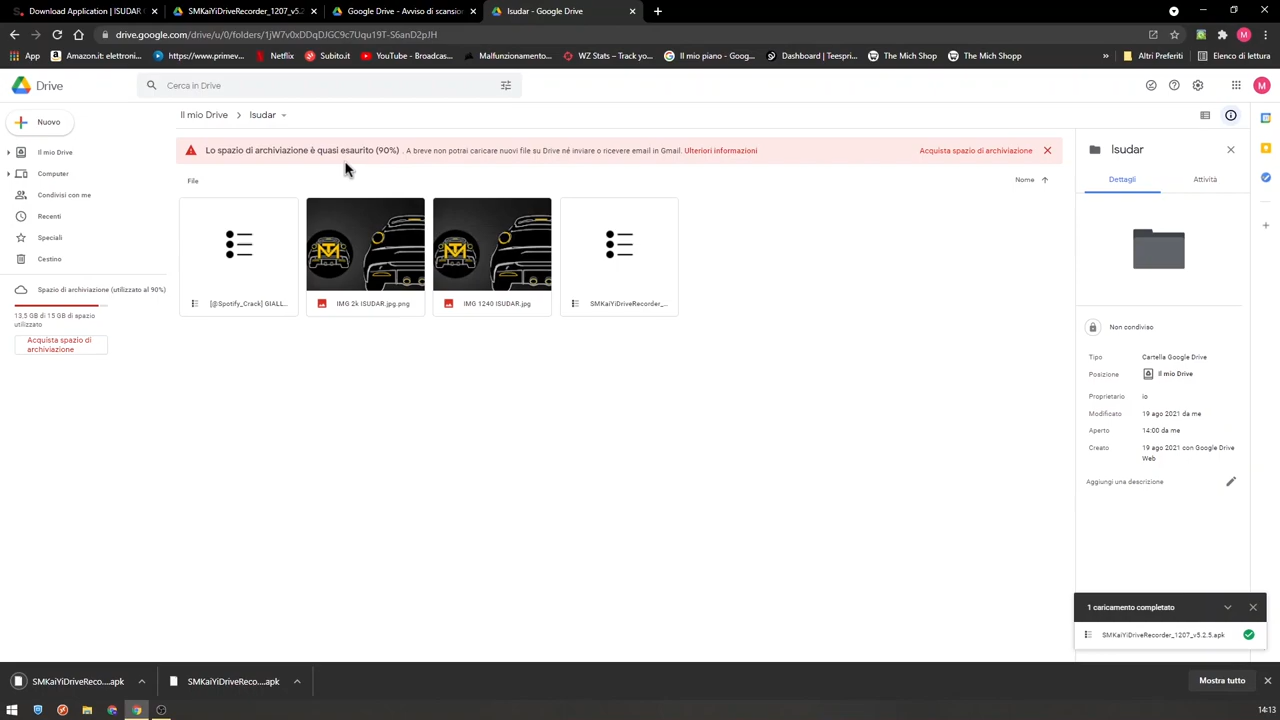 Download Application | ISUDAR
SMKaiYiDriveRecorder_1207_v5.2
Google Drive - Avviso di scansion
Isudar - Google Drive
drive.google.com/drive/u/0/folders/1jW7v0xDDqDJGC9c7Uqu19T-S6anD2pJH
App
Amazon.it: elettroni...
https://www.primev...
Netflix
Subito.it
YouTube - Broadcas...
Malfunzionamento...
WZ Stats – Track yo...
Il mio piano - Goog...
Dashboard | Teespri...
The Mich Shop
The Mich Shopp
»
Altri Preferiti
Elenco di lettura
M
Drive
Cerca in Drive
M
Nuovo
Il mio Drive
Computer
Condivisi con me
Recenti
Speciali
Cestino
Spazio di archiviazione (utilizzato al 90%)
13,5 GB di 15 GB di spazio
utilizzato
Acquista spazio di
archiviazione
Il mio Drive > Isudar
Lo spazio di archiviazione è quasi esaurito (90%) . A breve non potrai caricare nuovi file su Drive né inviare o ricevere email in Gmail. Ulteriori informazioni
Acquista spazio di archiviazione
File
Nome
[@Spotify_Crack] GIALL...
IMG 2k ISUDAR.jpg.png
IMG 1240 ISUDAR.jpg
SMKaiYiDriveRecorder_...
Isudar
Dettagli
Attività
Non condiviso
Tipo
Cartella Google Drive
Posizione
Il mio Drive
Proprietario
io
Modificato
19 ago 2021 da me
Aperto
14:00 da me
Creato
19 ago 2021 con Google Drive
Web
Aggiungi una descrizione
1 caricamento completato
SMKaiYiDriveRecorder_1207_v5.2.5.apk
SMKaiYiDriveReco....apk
SMKaiYiDriveReco....apk
Mostra tutto
14:13